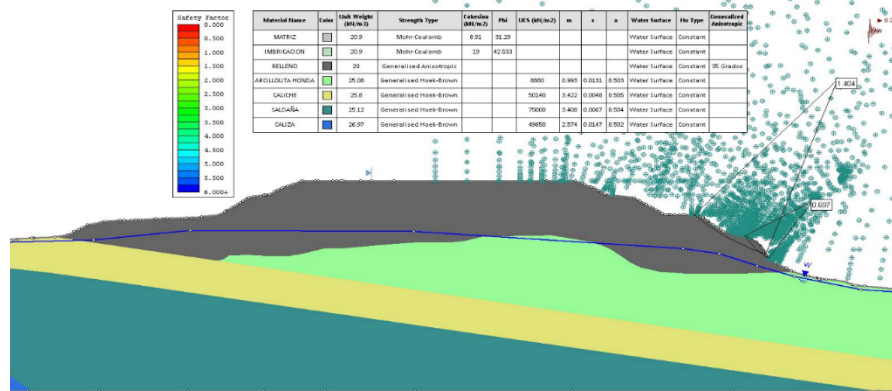 Safety Factor
0.000
0.500
1.000
1.500
2.000
2.500
3.000
3.500
4.000
4.500
5.000
5.500
6.000+
Material Name Color Unit Weight (kN/m3) Strength Type Cohesion (kN/m2) Phi UCS (kN/m2) m s a Water Surface Hu Type Generalized Anisotropic
MATRIZ 20.9 Mohr-Coulomb 6.91 31.29 Water Surface Constant
IMBRICACION 20.9 Mohr-Coulomb 19 42.533 Water Surface Constant
RELLENO 20 Generalized Anisotropic Water Surface Constant 35 Grados
ARCILLOLITA HONDA 25.06 Generalised Hoek-Brown 0.993 0.0131 0.503 Water Surface Constant
CALICHE 25.6 Generalised Hoek-Brown 50140 3.422 0.0048 0.505 Water Surface Constant
SALDAÑA 25.12 Generalised Hoek-Brown 75000 3.406 0.0067 0.504 Water Surface Constant
CALIZA 26.97 Generalised Hoek-Brown 49650 2.574 0.0147 0.502 Water Surface Constant
1.404
0.697
W